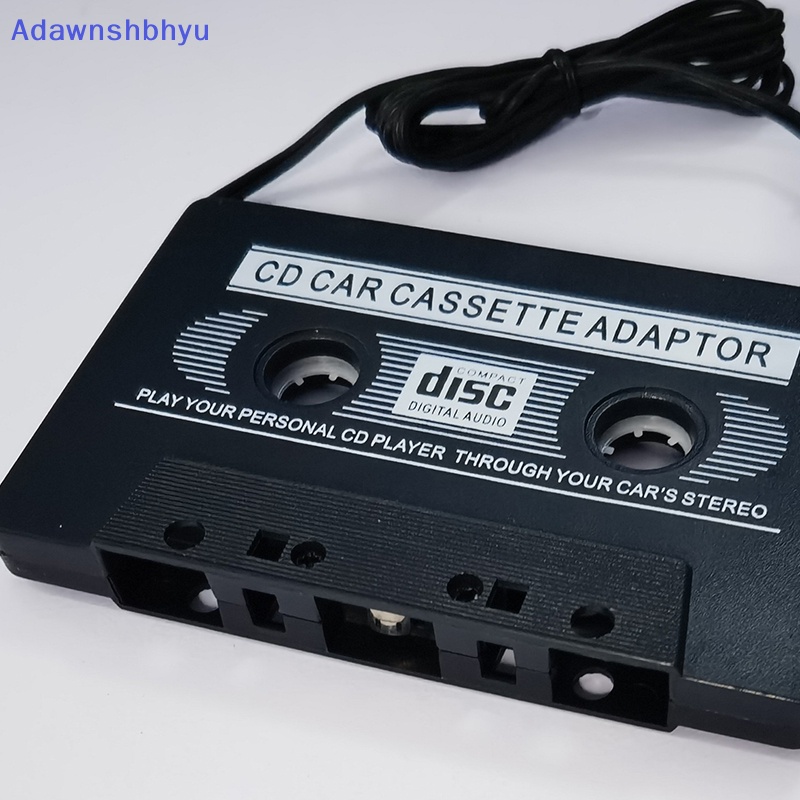 Adawnshbhyu
CD CAR CASSETTE ADAPTOR
COMPACT
disc
DIGITAL AUDIO
PLAY YOUR PERSONAL CD PLAYER THROUGH YOUR CAR'S STEREO